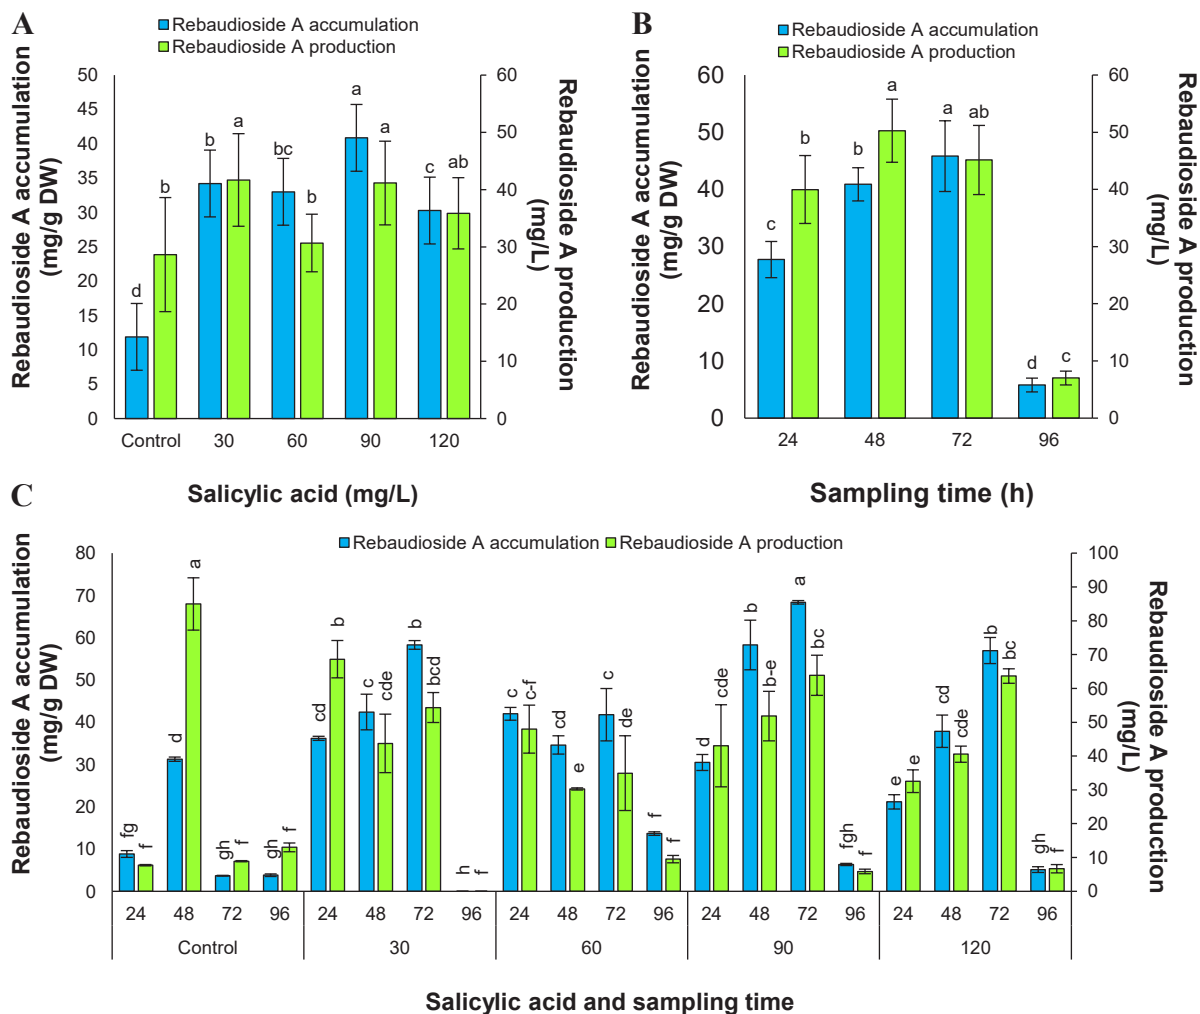 A
Rebaudioside A accumulation
Rebaudioside A production
Rebaudioside A accumulation
(mg/g DW)
50
45
40
35
30
25
20
15
10
5
0
60
50
40
30
20
10
0
Rebaudioside A production
(mg/L)
d
b
b
a
bc
b
a
a
c
ab
Control
30
60
90
120
Salicylic acid (mg/L)
B
Rebaudioside A accumulation
Rebaudioside A production
Rebaudioside A accumulation
(mg/g DW)
60
50
40
30
20
10
0
60
50
40
30
20
10
0
Rebaudioside A production
(mg/L)
c
b
b
a
a
ab
d
c
24
48
72
96
Sampling time (h)
C
Rebaudioside A accumulation
Rebaudioside A production
Rebaudioside A accumulation
(mg/g DW)
80
70
60
50
40
30
20
10
0
100
90
80
70
60
50
40
30
20
10
0
Rebaudioside A production
(mg/L)
fg
f
d
a
gh
f
gh
f
cd
b
c
cde
b
bcd
h
f
c
c-f
cd
e
c
de
f
f
d
cde
b
b-e
a
bc
fgh
f
e
e
cd
cde
b
bc
gh
f
24 48 72 96 24 48 72 96 24 48 72 96 24 48 72 96 24 48 72 96
Control 30 60 90 120
Salicylic acid and sampling time